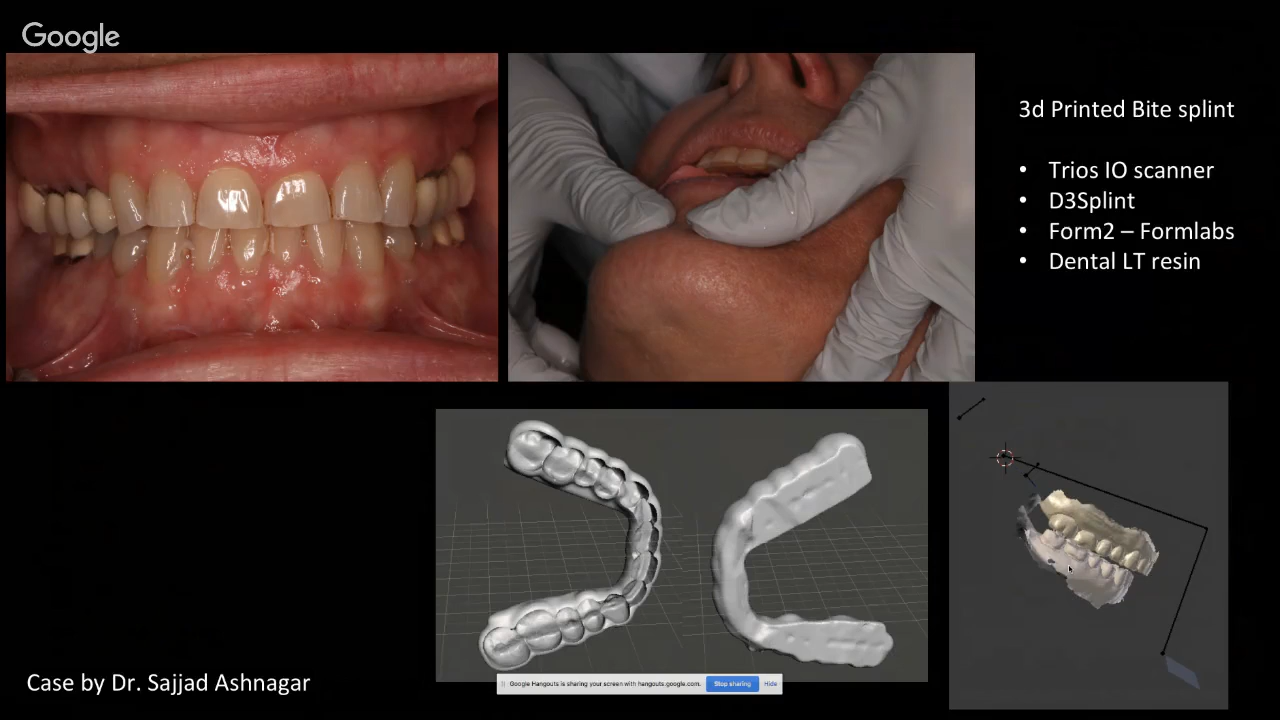 Google
3d Printed Bite splint
• Trios IO scanner
• D3Splint
• Form2 – Formlabs
• Dental LT resin
Google Hangouts is sharing your screen with hangouts.google.com. Stop sharing Hide
Case by Dr. Sajjad Ashnagar